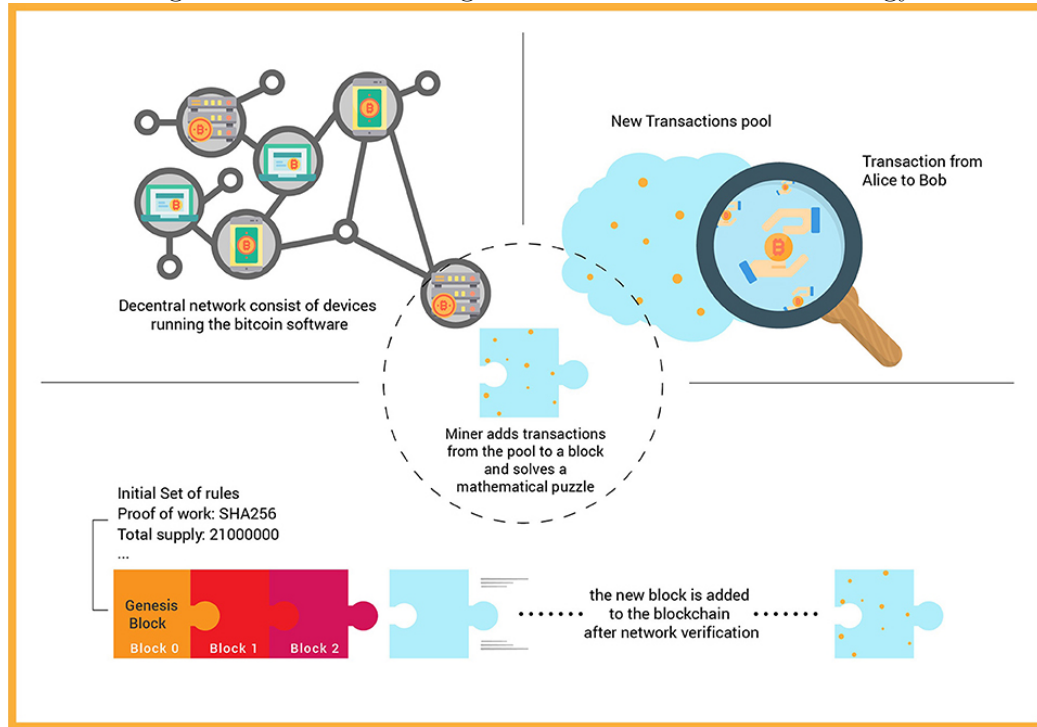 Decentral network consist of devices
running the bitcoin software
New Transactions pool
Transaction from
Alice to Bob
Miner adds transactions
from the pool to a block
and solves a
mathematical puzzle
Initial Set of rules
Proof of work: SHA256
Total supply: 21000000
...
Genesis
Block
Block 0
Block 1
Block 2
the new block is added
to the blockchain
after network verification